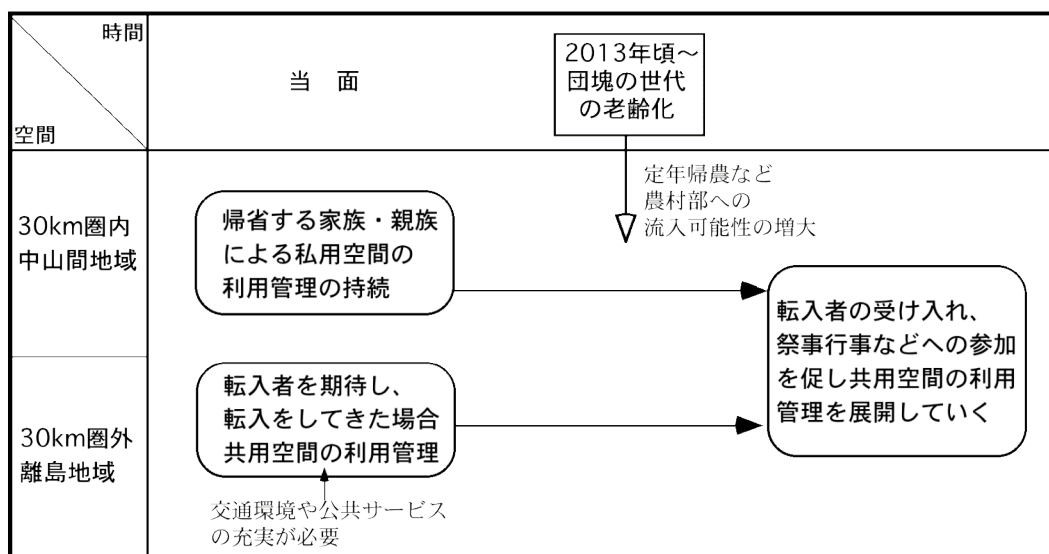 時間
空間
当　面
2013年頃～
団塊の世代
の老齢化
定年帰農など
農村部への
流入可能性の増大
30km圏内
中山間地域
帰省する家族・親族
による私用空間の
利用管理の持続
転入者の受け入れ、
祭事行事などへの参加
を促し共用空間の利用
管理を展開していく
30km圏外
離島地域
転入者を期待し、
転入をしてきた場合
共用空間の利用管理
交通環境や公共サービス
の充実が必要